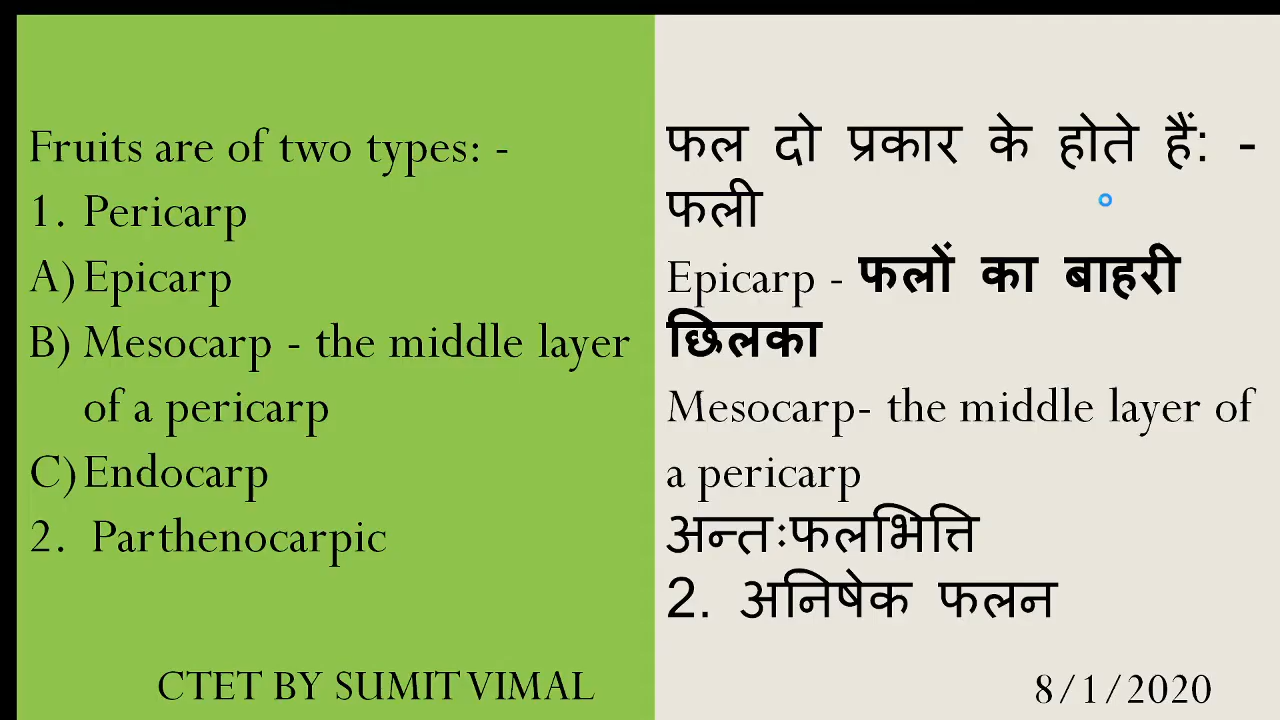 Fruits are of two types: -
1. Pericarp
A) Epicarp
B) Mesocarp - the middle layer
of a pericarp
C) Endocarp
2. Parthenocarpic
CTET BY SUMIT VIMAL
फल दो प्रकार के होते हैं: -
फली
Epicarp - फलों का बाहरी
छिलका
Mesocarp- the middle layer of
a pericarp
अन्तःफलभित्ति
2. अनिषेक फलन
8/1/2020